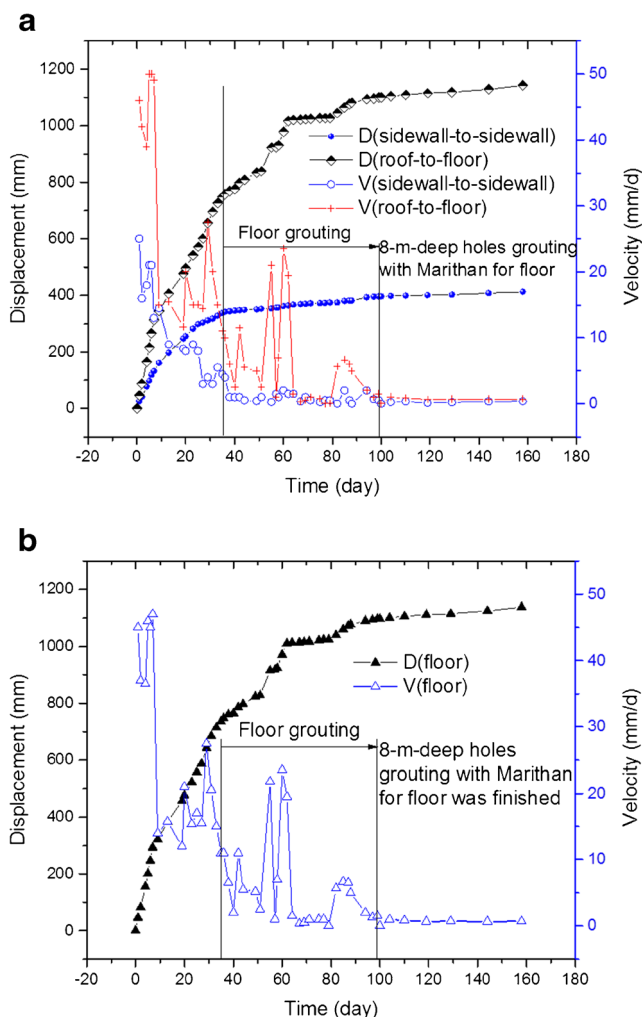 a
1200
1000
800
600
400
200
0
Displacement (mm)
50
40
30
20
10
0
Velocity (mm/d)
D(sidewall-to-sidewall)
D(roof-to-floor)
V(sidewall-to-sidewall)
V(roof-to-floor)
Floor grouting
8-m-deep holes grouting
with Marithan for floor
-20 0 20 40 60 80 100 120 140 160 180
Time (day)
b
1200
1000
800
600
400
200
0
Displacement (mm)
50
40
30
20
10
0
Velocity (mm/d)
D(floor)
V(floor)
Floor grouting
8-m-deep holes
grouting with Marithan
for floor was finished
-20 0 20 40 60 80 100 120 140 160 180
Time (day)